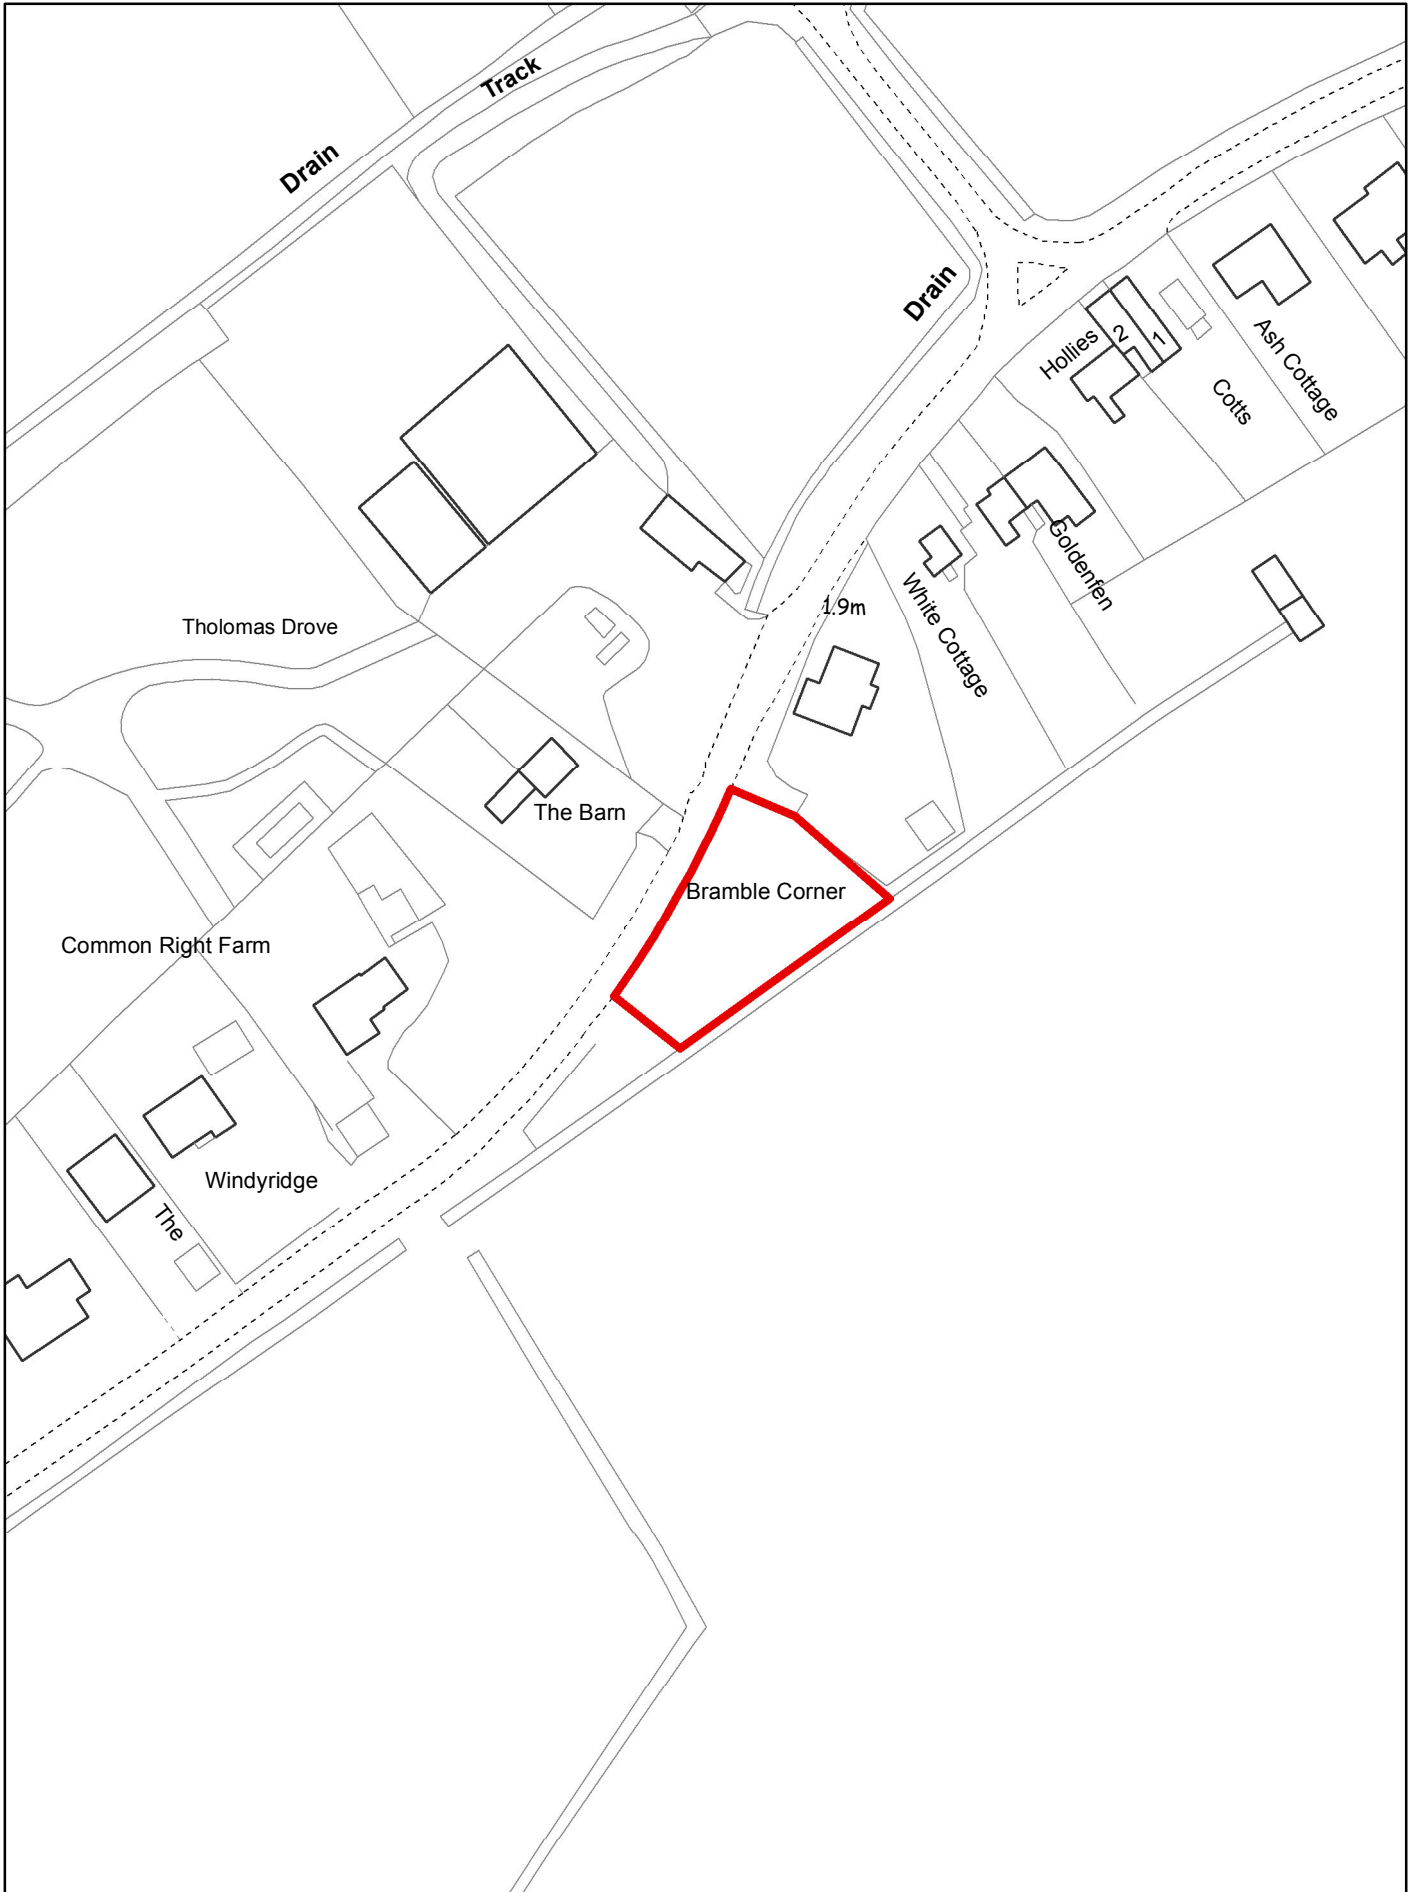 Track
Drain
Drain
Hollies
2
1
Ash Cottage
Cotts
Goldenfen
1.9m
White Cottage
Tholomas Drove
The Barn
Bramble Corner
Common Right Farm
Windyridge
The